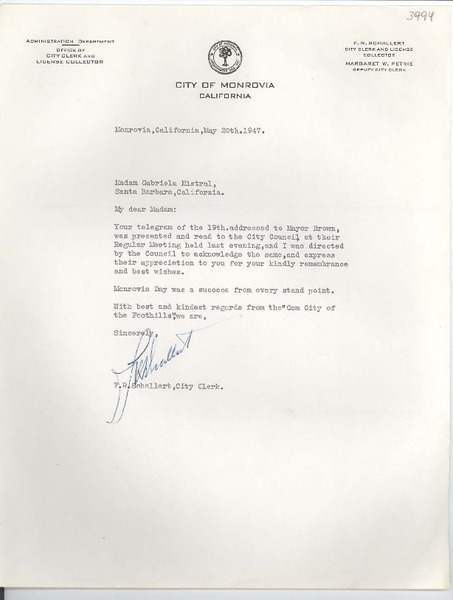 3994
ADMINISTRATION DEPARTMENT
OFFICE OF
CITY CLERK AND
LICENSE COLLECTOR
F. R. SCHALLERT
CITY CLERK AND LICENSE
COLLECTOR
MARGARET W. PETRIE
DEPUTY CITY CLERK
CITY OF MONROVIA
CALIFORNIA
Monrovia,California,May 20th.1947.
Madam Gabriela Mistral,
Santa Barbara,California.
My dear Madam:
Your telegram of the 19th.addressed to Mayor Brown,
was presented and read to the City Council at their
Regular Meeting held last evening,and I was directed
by the Council to acknowledge the same,and express
their appreciation to you for your kindly remembrance
and best wishes.
Monrovia Day was a success from every stand point.
With best and kindest regards from the"Gem City of
the Foothills",we are,
Sincerely.
F.R.Schallert
F.R.Schallert,City Clerk.